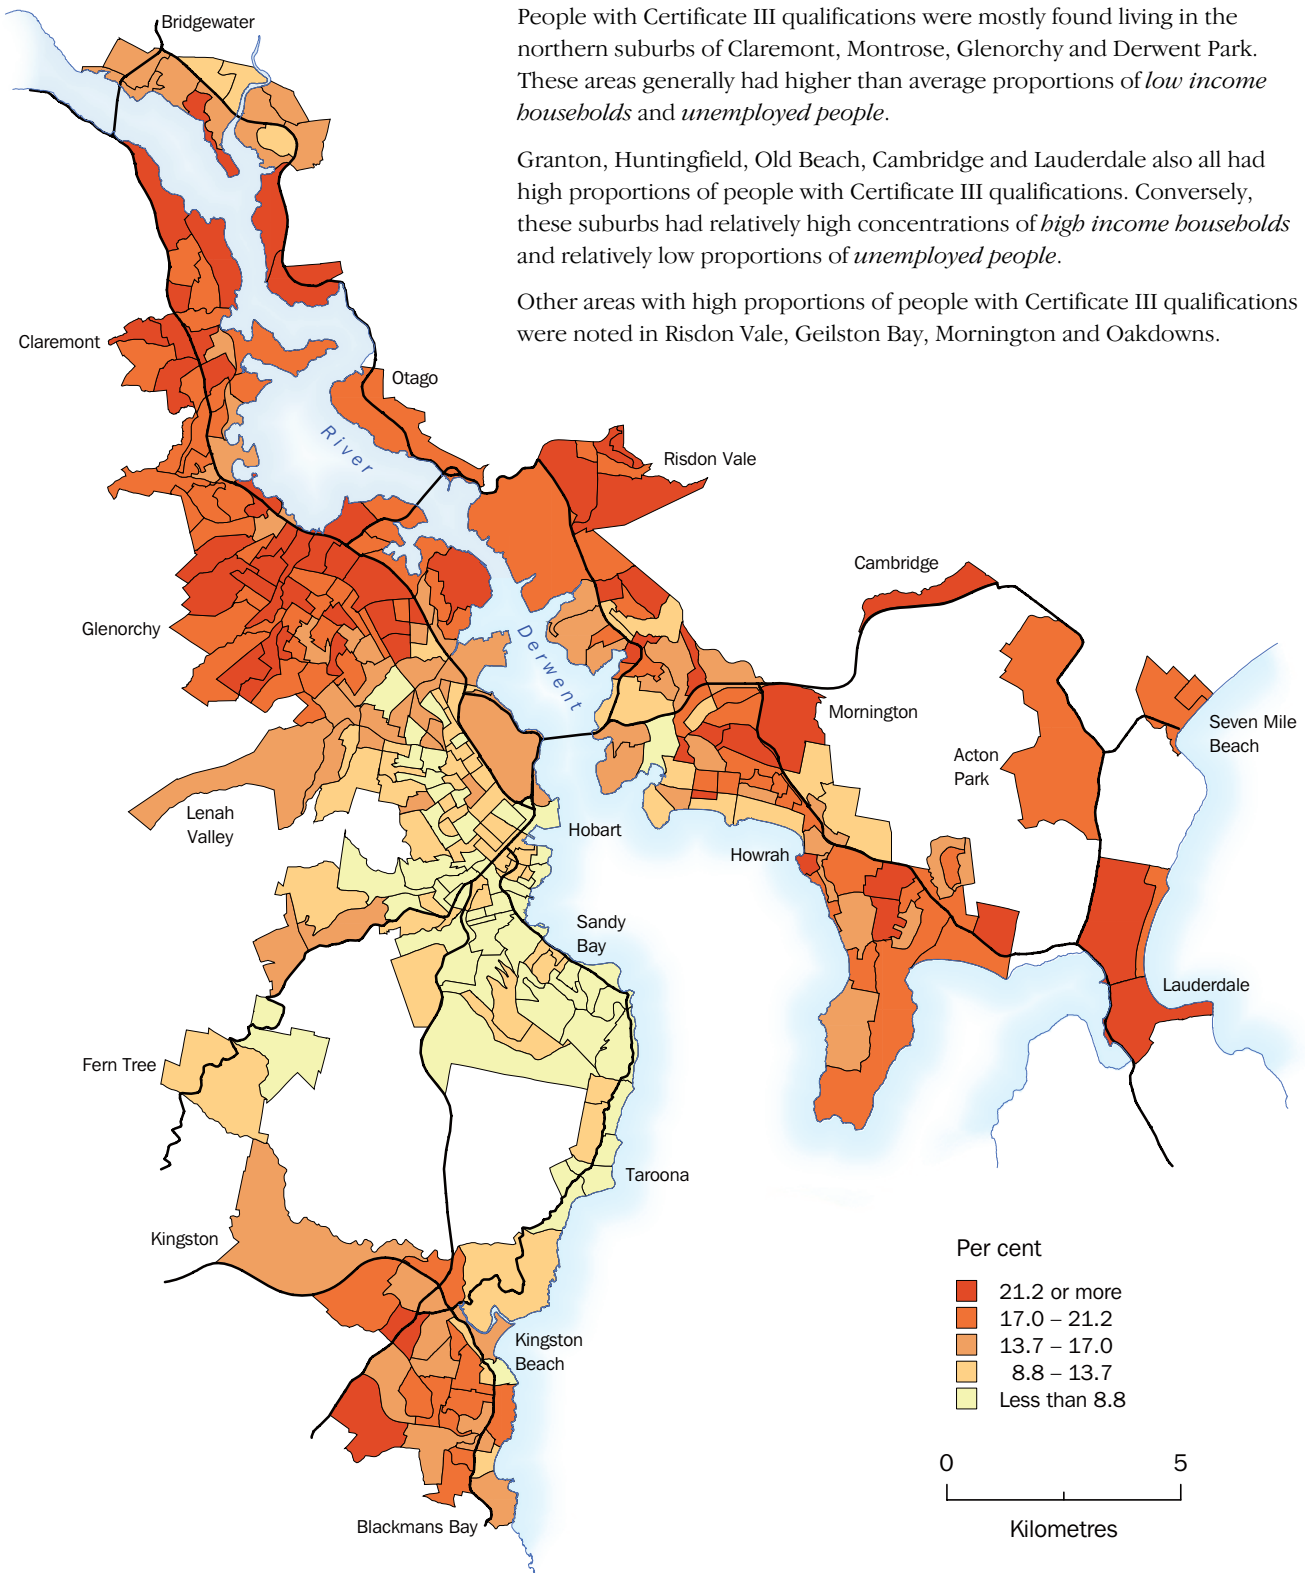 People with Certificate III qualifications were mostly found living in the
northern suburbs of Claremont, Montrose, Glenorchy and Derwent Park.
These areas generally had higher than average proportions of low income
households and unemployed people.
Granton, Huntingfield, Old Beach, Cambridge and Lauderdale also all had
high proportions of people with Certificate III qualifications. Conversely,
these suburbs had relatively high concentrations of high income households
and relatively low proportions of unemployed people.
Other areas with high proportions of people with Certificate III qualifications
were noted in Risdon Vale, Geilston Bay, Mornington and Oakdowns.
Bridgewater
Claremont
Otago
River
Risdon Vale
Cambridge
Glenorchy
Derwent
Mornington
Seven Mile
Beach
Acton
Park
Lenah
Valley
Hobart
Howrah
Sandy
Bay
Lauderdale
Fern Tree
Taroona
Kingston
Kingston
Beach
Blackmans Bay
Per cent
21.2 or more
17.0 – 21.2
13.7 – 17.0
8.8 – 13.7
Less than 8.8
0 5
Kilometres